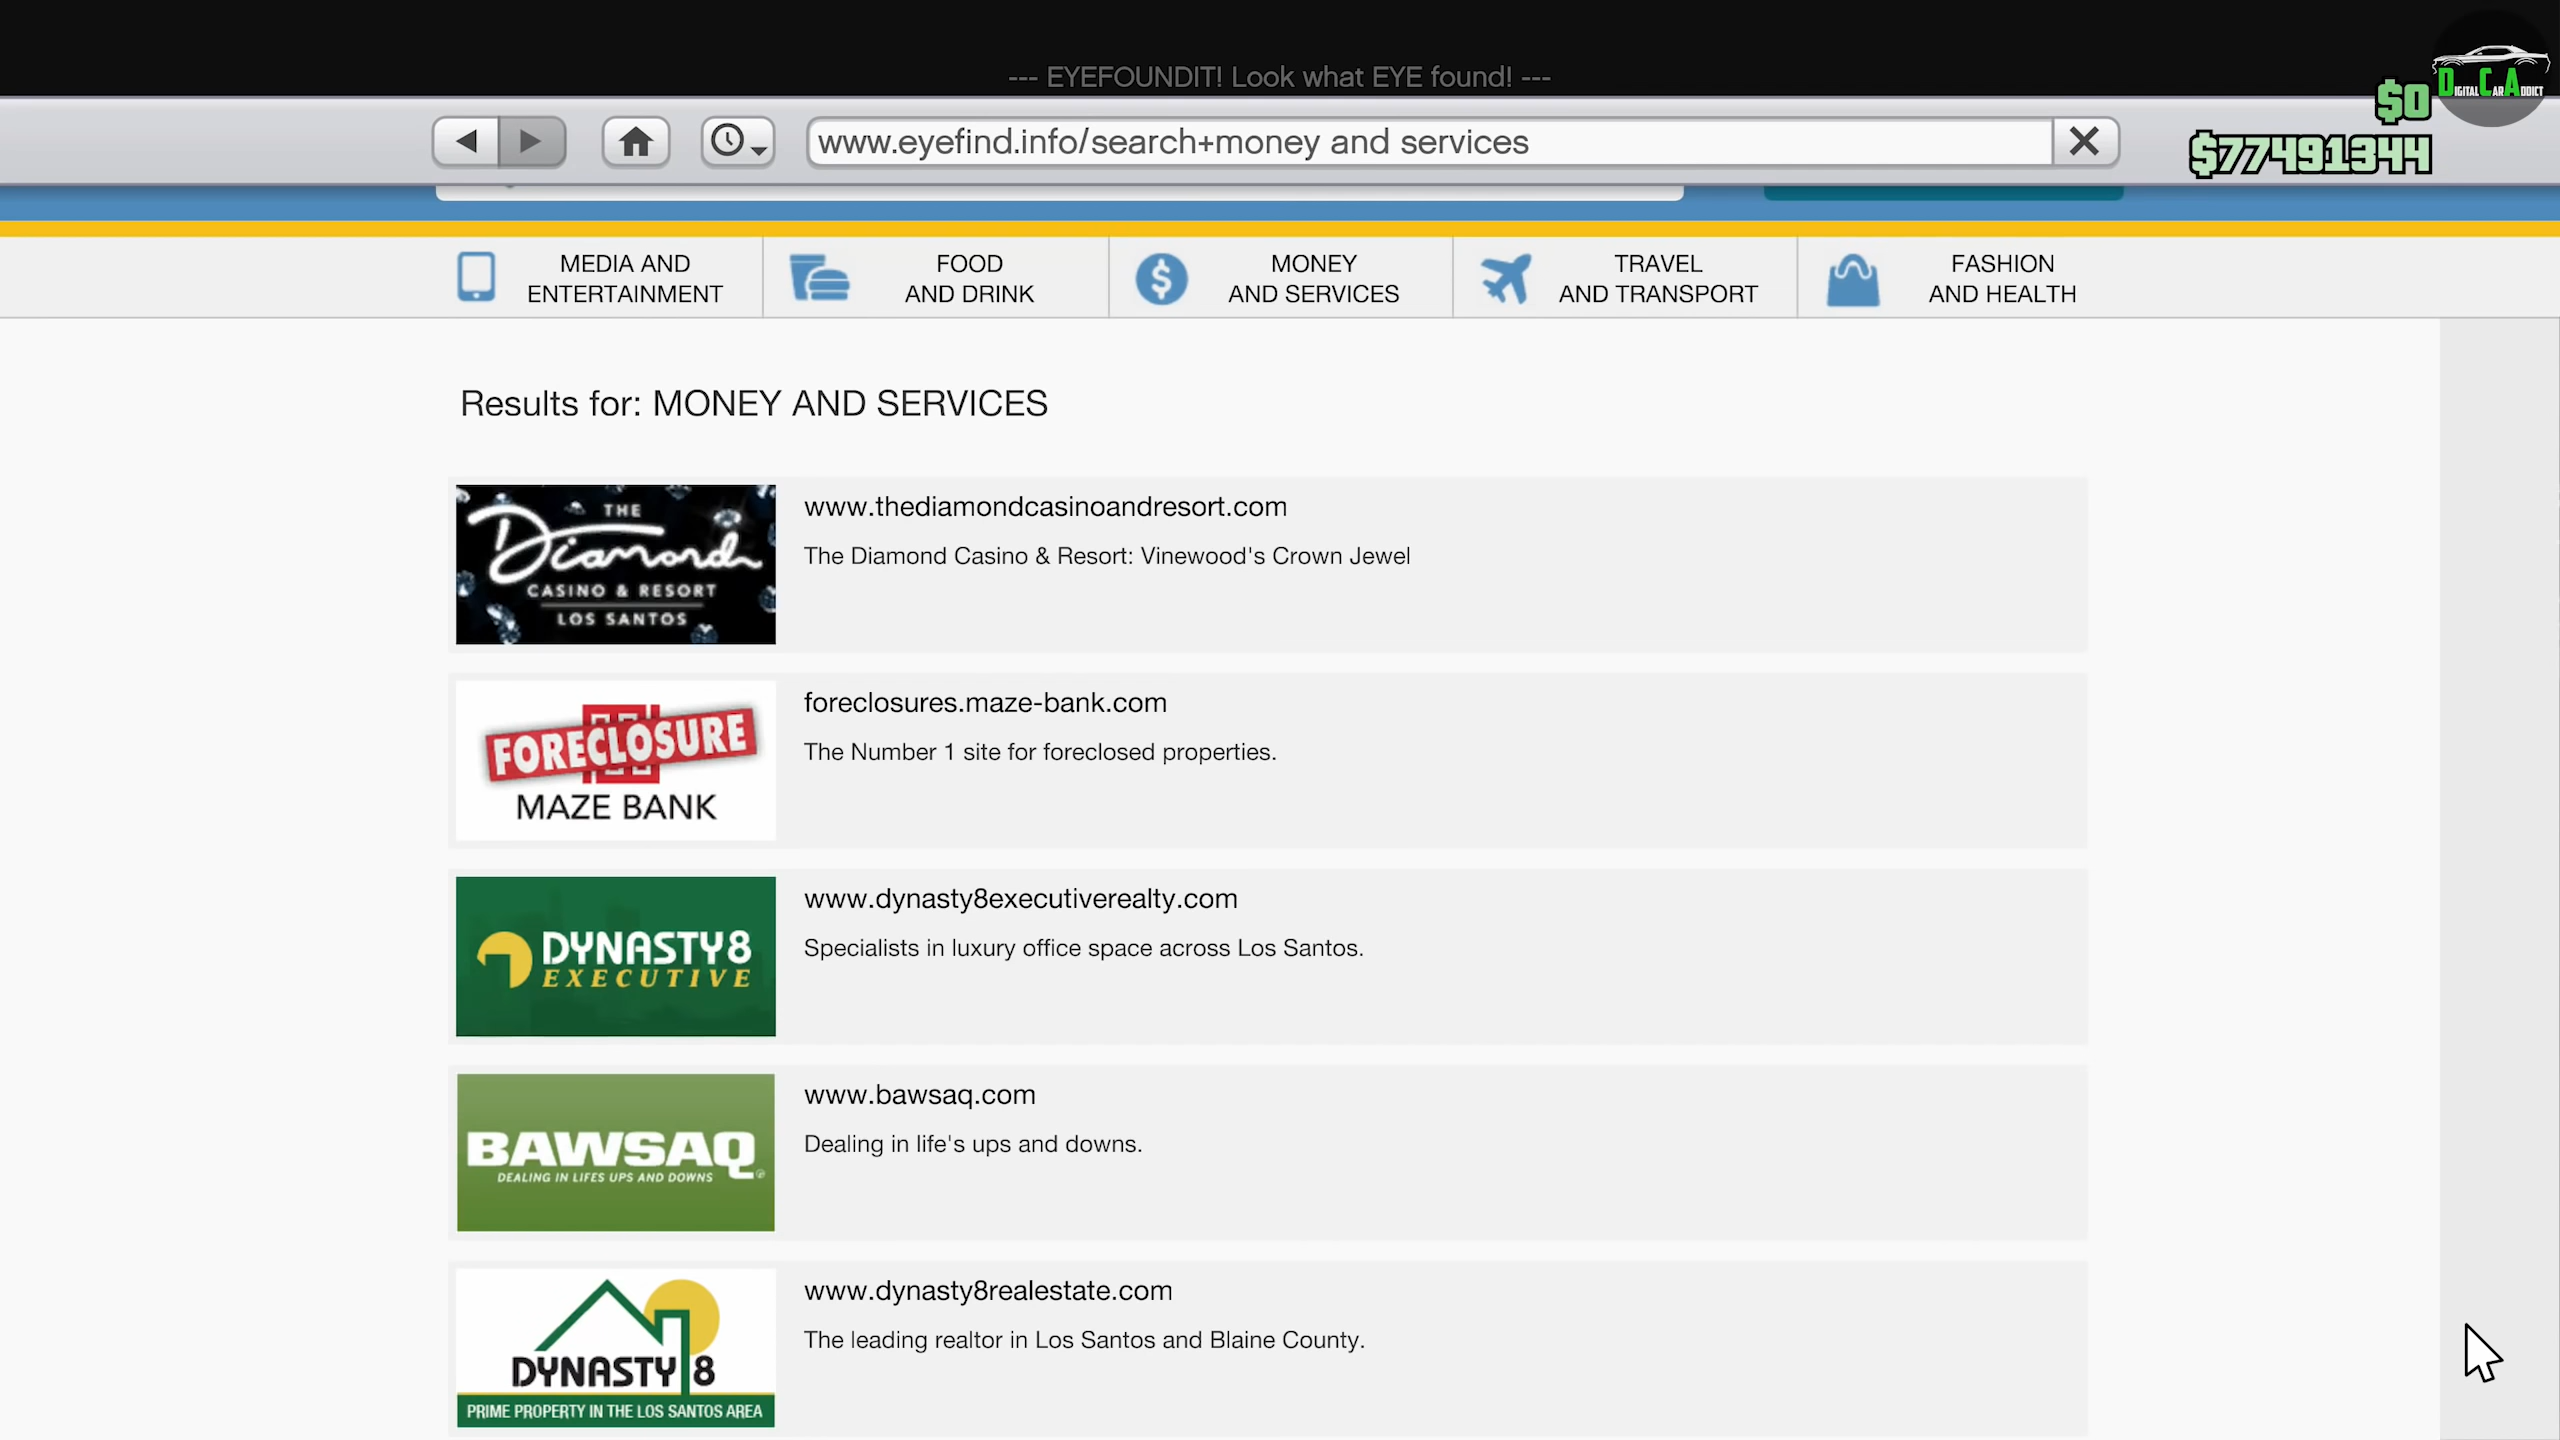 --- EYEFOUNDIT! Look what EYE found! ---
DIGITALCARADDICT
$0
www.eyefind.info/search+money and services
$77491344
MEDIA AND
ENTERTAINMENT
FOOD
AND DRINK
MONEY
AND SERVICES
TRAVEL
AND TRANSPORT
FASHION
AND HEALTH
Results for: MONEY AND SERVICES
THE
Diamond
CASINO & RESORT
LOS SANTOS
www.thediamondcasinoandresort.com
The Diamond Casino & Resort: Vinewood's Crown Jewel
FORECLOSURE
MAZE BANK
foreclosures.maze-bank.com
The Number 1 site for foreclosed properties.
DYNASTY8
EXECUTIVE
www.dynasty8executiverealty.com
Specialists in luxury office space across Los Santos.
BAWSAQ
DEALING IN LIFES UPS AND DOWNS
www.bawsaq.com
Dealing in life's ups and downs.
DYNASTY 8
PRIME PROPERTY IN THE LOS SANTOS AREA
www.dynasty8realestate.com
The leading realtor in Los Santos and Blaine County.